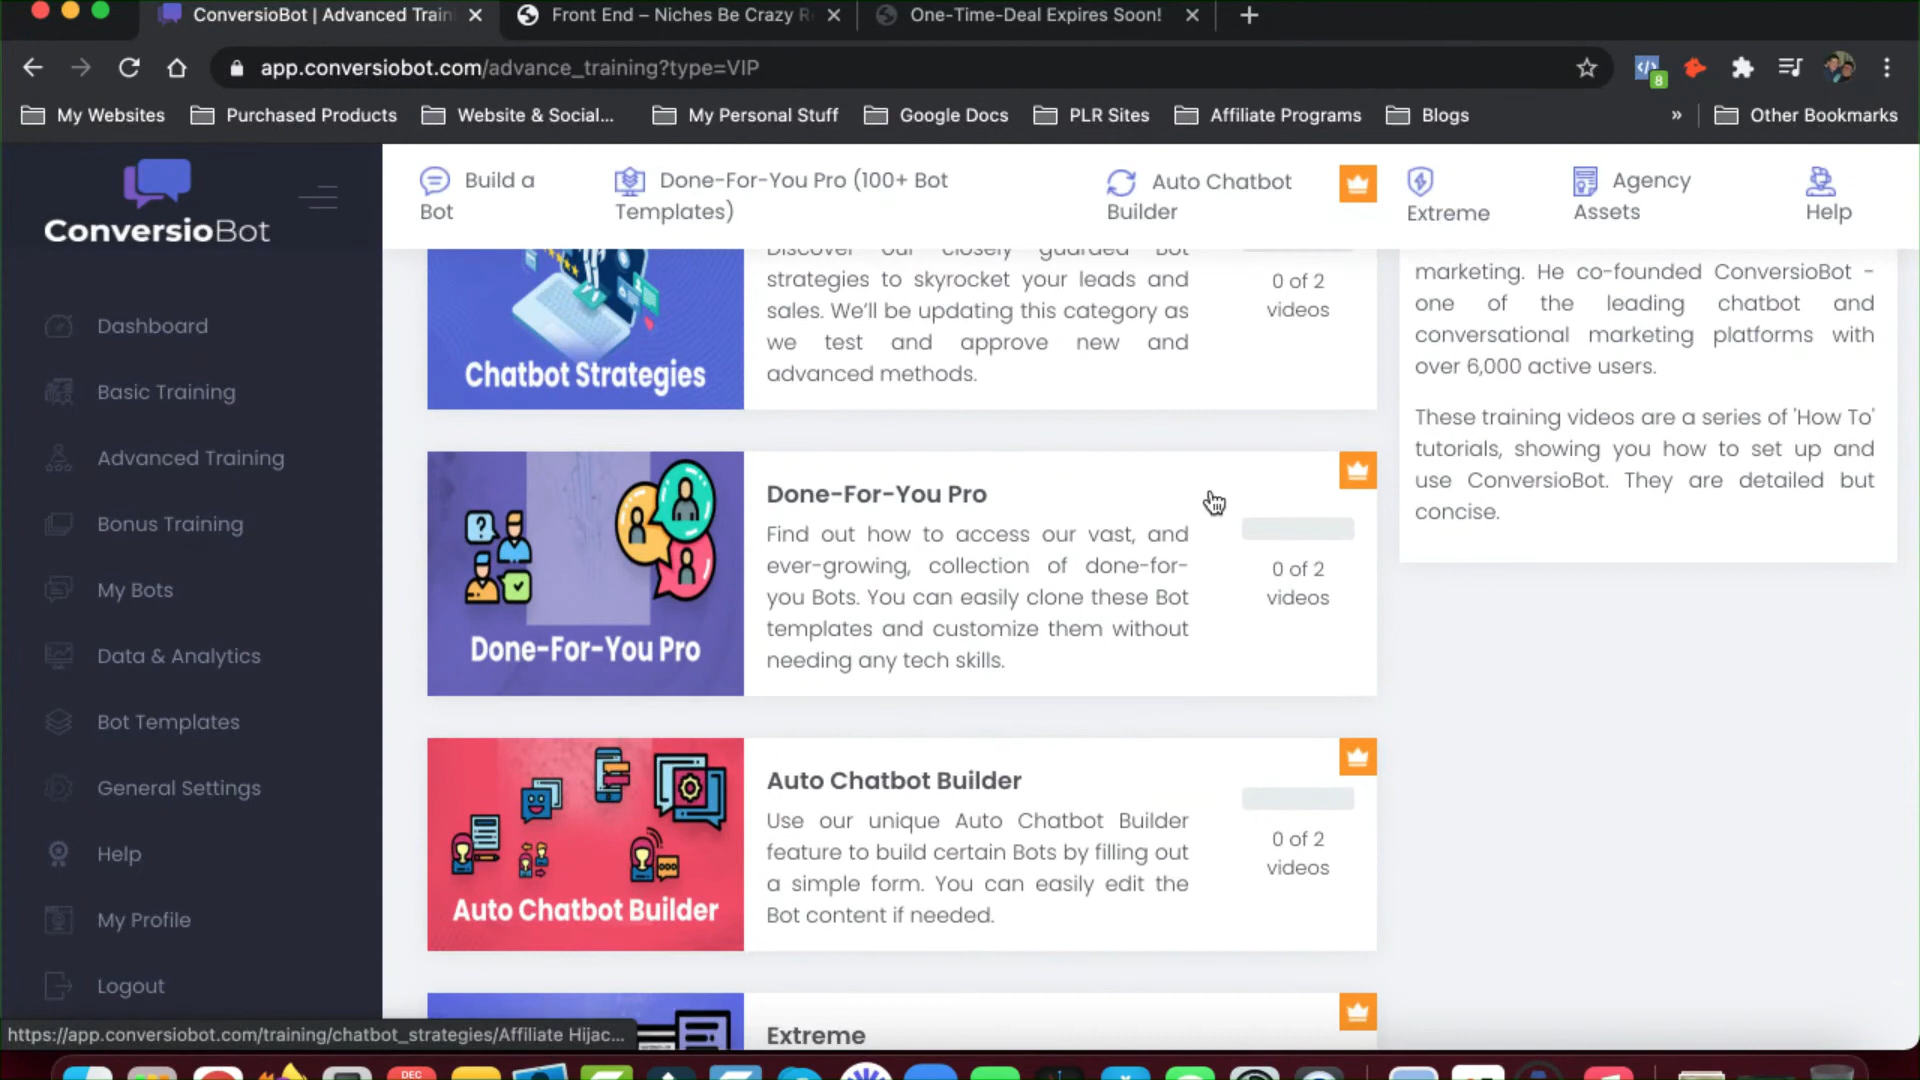 ConversioBot | Advanced Train
Front End – Niches Be Crazy R
One-Time-Deal Expires Soon!
app.conversiobot.com/advance_training?type=VIP
8
My Websites
Purchased Products
Website & Social...
My Personal Stuff
Google Docs
PLR Sites
Affiliate Programs
Blogs
»
Other Bookmarks
ConversioBot
Build a
Bot
Done-For-You Pro (100+ Bot
Templates)
Auto Chatbot
Builder
Extreme
Agency
Assets
Help
Dashboard
Basic Training
Advanced Training
Bonus Training
My Bots
Data & Analytics
Bot Templates
General Settings
Help
My Profile
Logout
Chatbot Strategies
Discover our closely guarded Bot
strategies to skyrocket your leads and
sales. We'll be updating this category as
we test and approve new and
advanced methods.
0 of 2
videos
Done-For-You Pro
Done-For-You Pro
Find out how to access our vast, and
ever-growing, collection of done-for-
you Bots. You can easily clone these Bot
templates and customize them without
needing any tech skills.
0 of 2
videos
Auto Chatbot Builder
Auto Chatbot Builder
Use our unique Auto Chatbot Builder
feature to build certain Bots by filling out
a simple form. You can easily edit the
Bot content if needed.
0 of 2
videos
Extreme
marketing. He co-founded ConversioBot -
one of the leading chatbot and
conversational marketing platforms with
over 6,000 active users.
These training videos are a series of 'How To'
tutorials, showing you how to set up and
use ConversioBot. They are detailed but
concise.
https://app.conversiobot.com/training/chatbot_strategies/Affiliate Hijac...
DEC